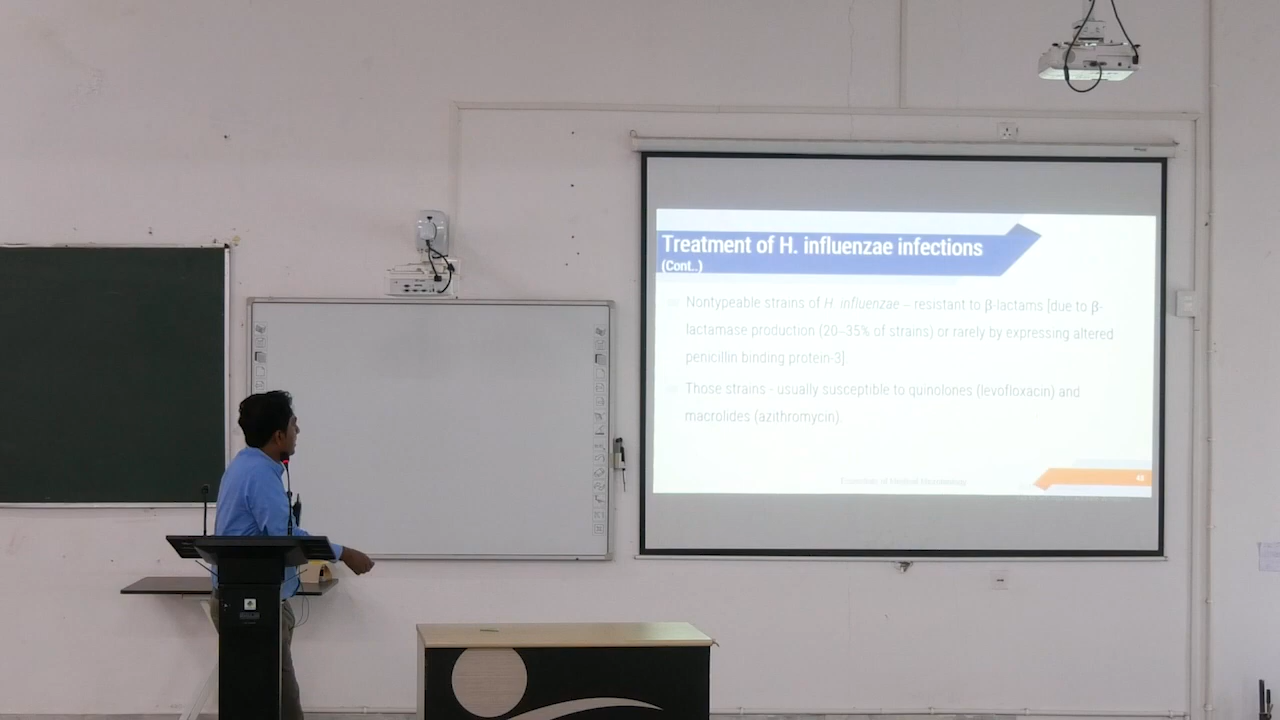 Treatment of H. influenzae infections
(Cont..)
Nontypeable strains of H. influenzae – resistant to β-lactams [due to β-
lactamase production (20–35% of strains) or rarely by expressing altered
penicillin binding protein-3]
Those strains - usually susceptible to quinolones (levofloxacin) and
macrolides (azithromycin).
Essentials of Medical Microbiology